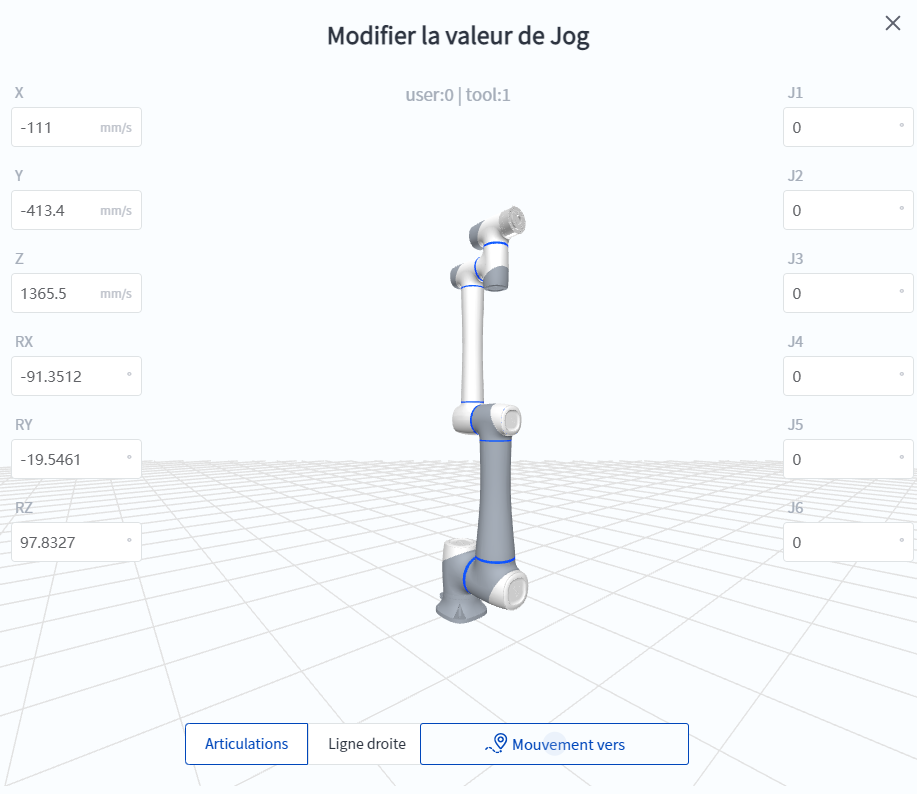 Modifier la valeur de Jog
user:0 | tool:1
X
-111 mm/s
Y
-413.4 mm/s
Z
1365.5 mm/s
RX
-91.3512 °
RY
-19.5461 °
RZ
97.8327 °
J1
0 °
J2
0 °
J3
0 °
J4
0 °
J5
0 °
J6
0 °
Articulations
Ligne droite
Mouvement vers